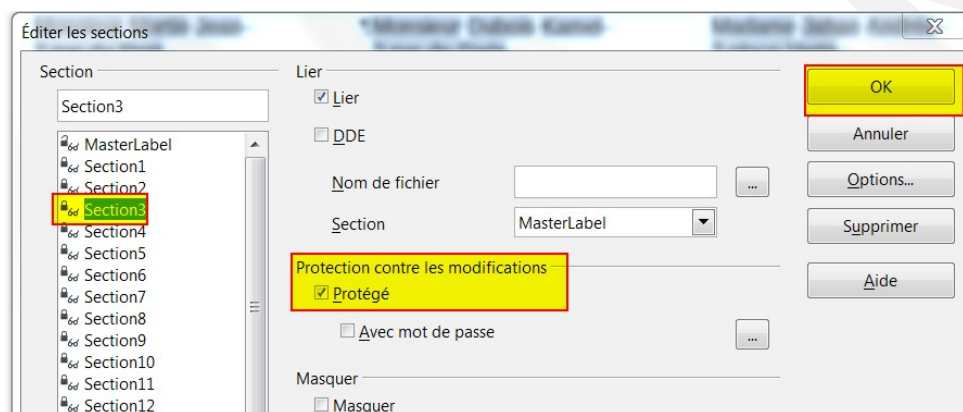 Éditer les sections
Section
Section3
MasterLabel
Section1
Section2
Section3
Section4
Section5
Section6
Section7
Section8
Section9
Section10
Section11
Section12
Lier
Lier
DDE
Nom de fichier
...
Section
MasterLabel
Protection contre les modifications
Protégé
Avec mot de passe
...
Masquer
Masquer
OK
Annuler
Options...
Supprimer
Aide